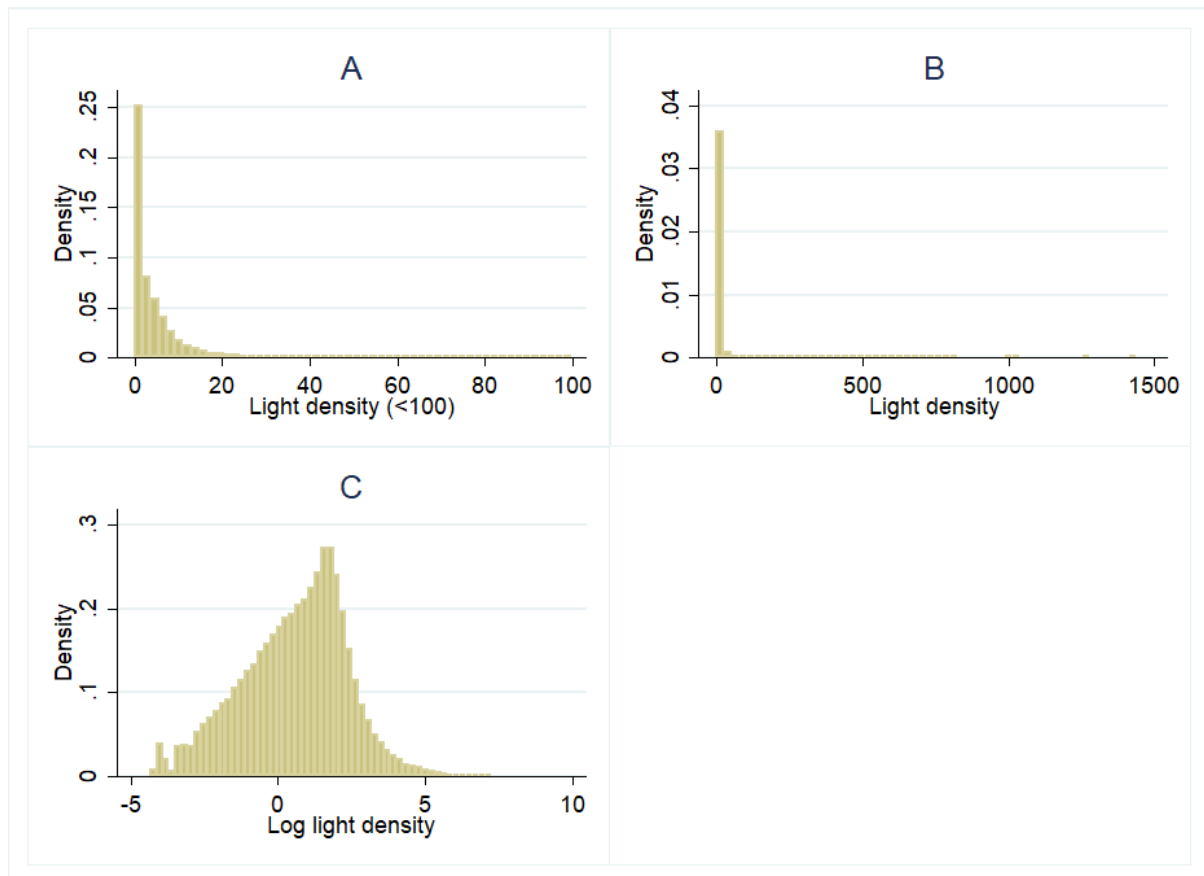 A
Density
.25
.2
.15
.1
.05
0
0 20 40 60 80 100
Light density (<100)
B
Density
.04
.03
.02
.01
0
0 500 1000 1500
Light density
C
Density
.3
.2
.1
0
-5 0 5 10
Log light density